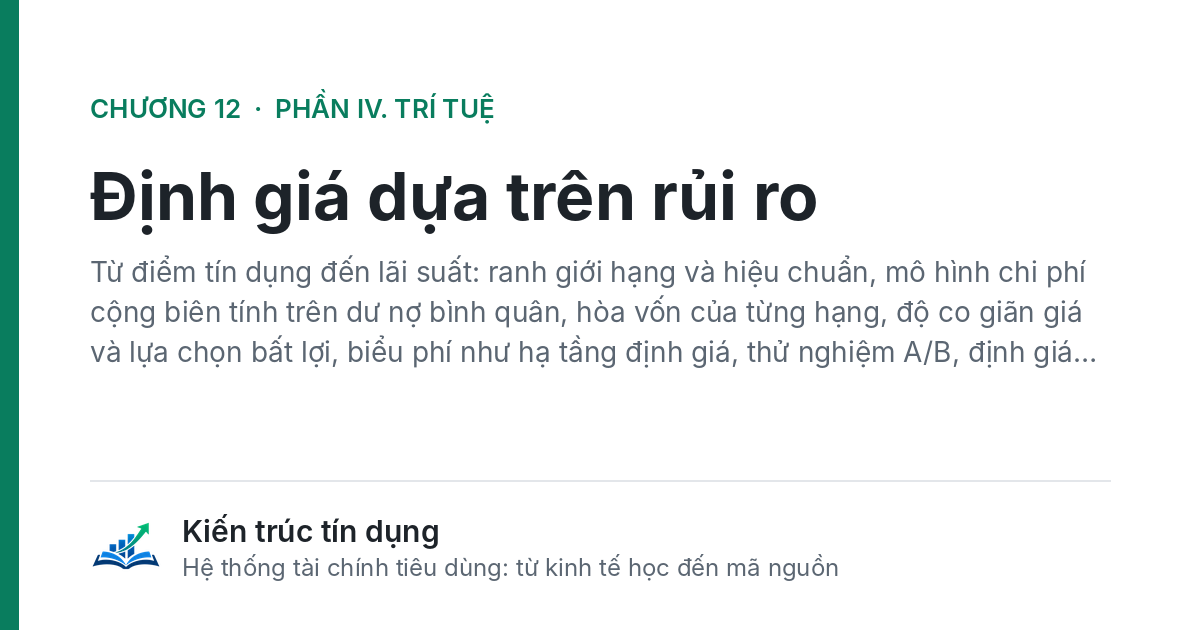 CHƯƠNG 12 · PHẦN IV. TRÍ TUỆ
Định giá dựa trên rủi ro
Từ điểm tín dụng đến lãi suất: ranh giới hạng và hiệu chuẩn, mô hình chi phí
cộng biên tính trên dư nợ bình quân, hòa vốn của từng hạng, độ co giãn giá
và lựa chọn bất lợi, biểu phí như hạ tầng định giá, thử nghiệm A/B, định giá...
Kiến trúc tín dụng
Hệ thống tài chính tiêu dùng: từ kinh tế học đến mã nguồn